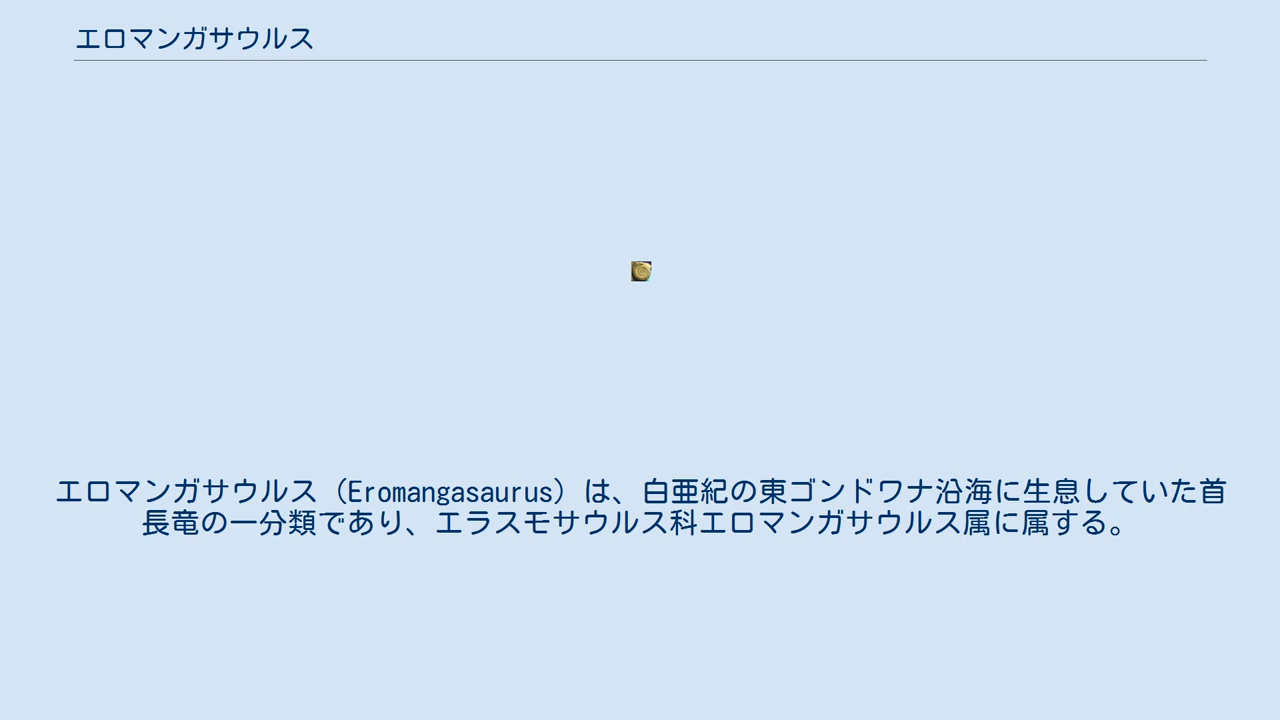 エロマンガサウルス
エロマンガサウルス（Eromangasaurus）は、白亜紀の東ゴンドワナ沿海に生息していた首
長竜の一分類であり、エラスモサウルス科エロマンガサウルス属に属する。